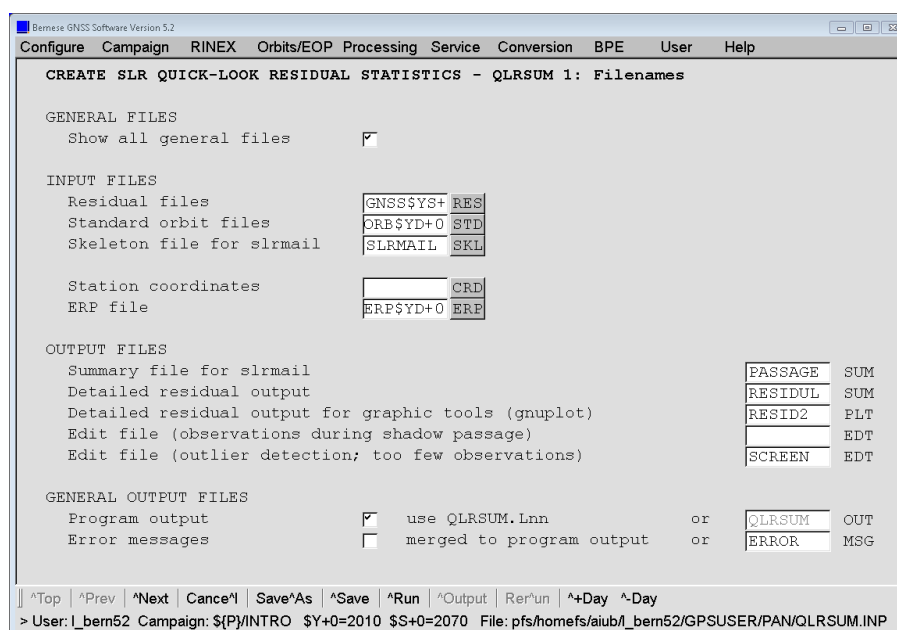 Bernese GNSS Software Version 5.2
Configure Campaign RINEX Orbits/EOP Processing Service Conversion BPE User Help
CREATE SLR QUICK-LOOK RESIDUAL STATISTICS - QLRSUM 1: Filenames
GENERAL FILES
Show all general files
INPUT FILES
Residual files GNSS$YS+ RES
Standard orbit files ORB$YD+0 STD
Skeleton file for slrmail SLRMAIL SKL
Station coordinates CRD
ERP file ERP$YD+0 ERP
OUTPUT FILES
Summary file for slrmail PASSAGE SUM
Detailed residual output RESIDUL SUM
Detailed residual output for graphic tools (gnuplot) RESID2 PLT
Edit file (observations during shadow passage) EDT
Edit file (outlier detection; too few observations) SCREEN EDT
GENERAL OUTPUT FILES
Program output use QLRSUM.Lnn or QLRSUM OUT
Error messages merged to program output or ERROR MSG
^Top | ^Prev | ^Next | Cance^l | Save^As | ^Save | ^Run | ^Output | Rer^un | ^+Day ^-Day
> User: l_bern52 Campaign: ${P}/INTRO $Y+0=2010 $S+0=2070 File: pfs/homefs/aiub/l_bern52/GPSUSER/PAN/QLRSUM.INP